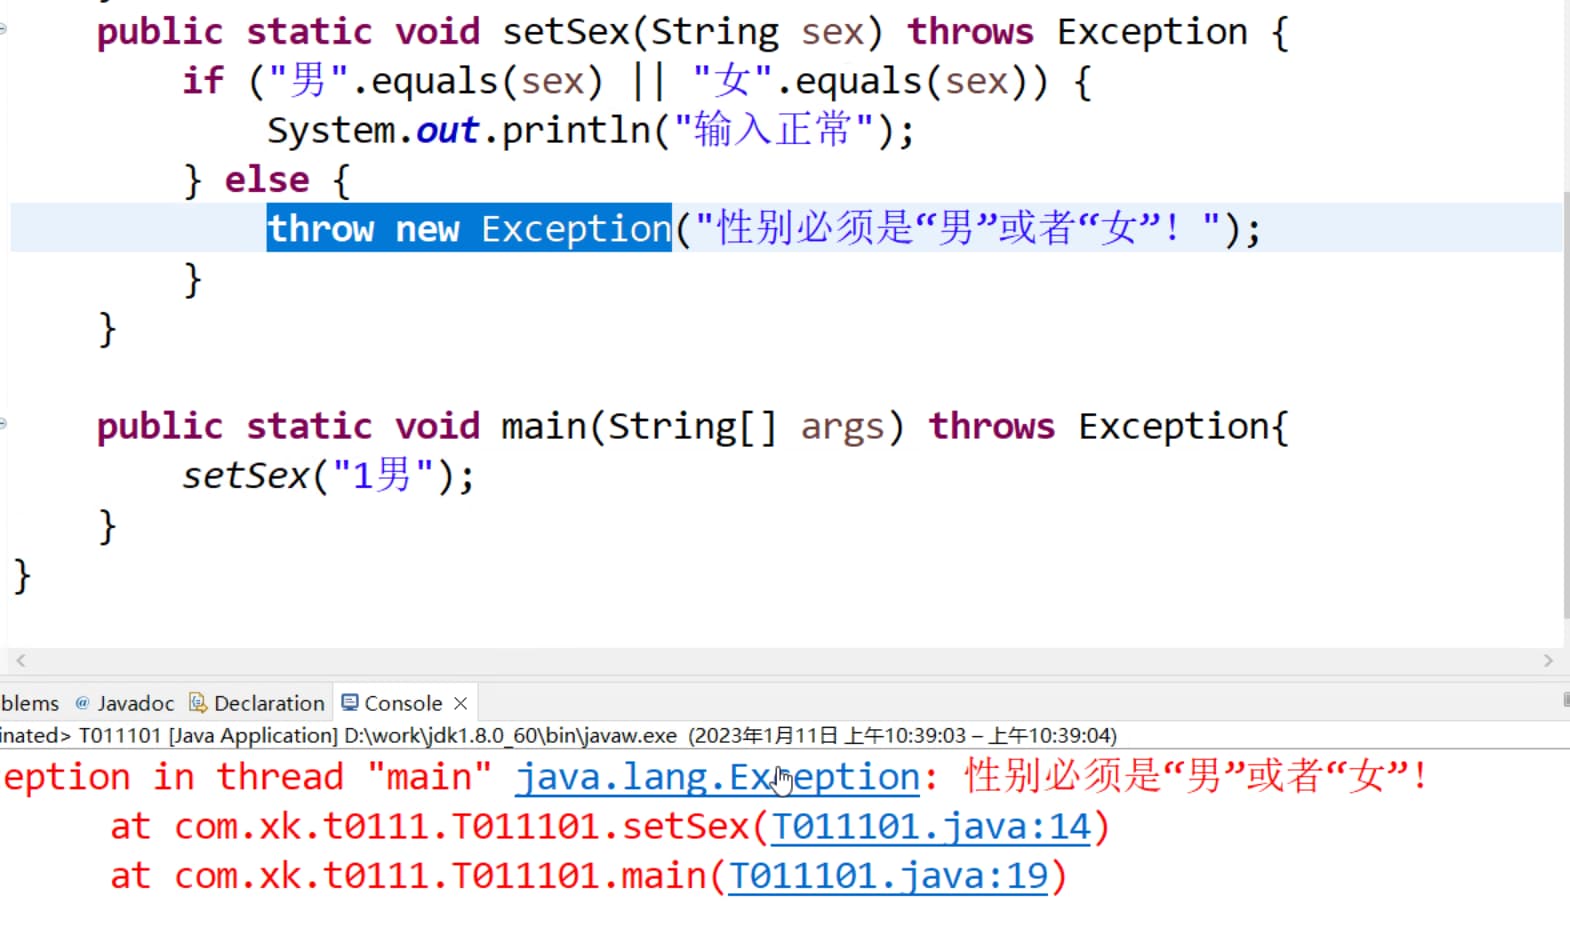 public static void setSex(String sex) throws Exception {
if ("男".equals(sex) || "女".equals(sex)) {
System.out.println("输入正常");
} else {
throw new Exception("性别必须是“男”或者“女”！");
}
}
public static void main(String[] args) throws Exception{
setSex("1男");
}
}
blems @ Javadoc Declaration Console
inated> T011101 [Java Application] D:\work\jdk1.8.0_60\bin\javaw.exe (2023年1月11日 上午10:39:03 – 上午10:39:04)
eption in thread "main" java.lang.Exception: 性别必须是“男”或者“女”！
at com.xk.t0111.T011101.setSex(T011101.java:14)
at com.xk.t0111.T011101.main(T011101.java:19)